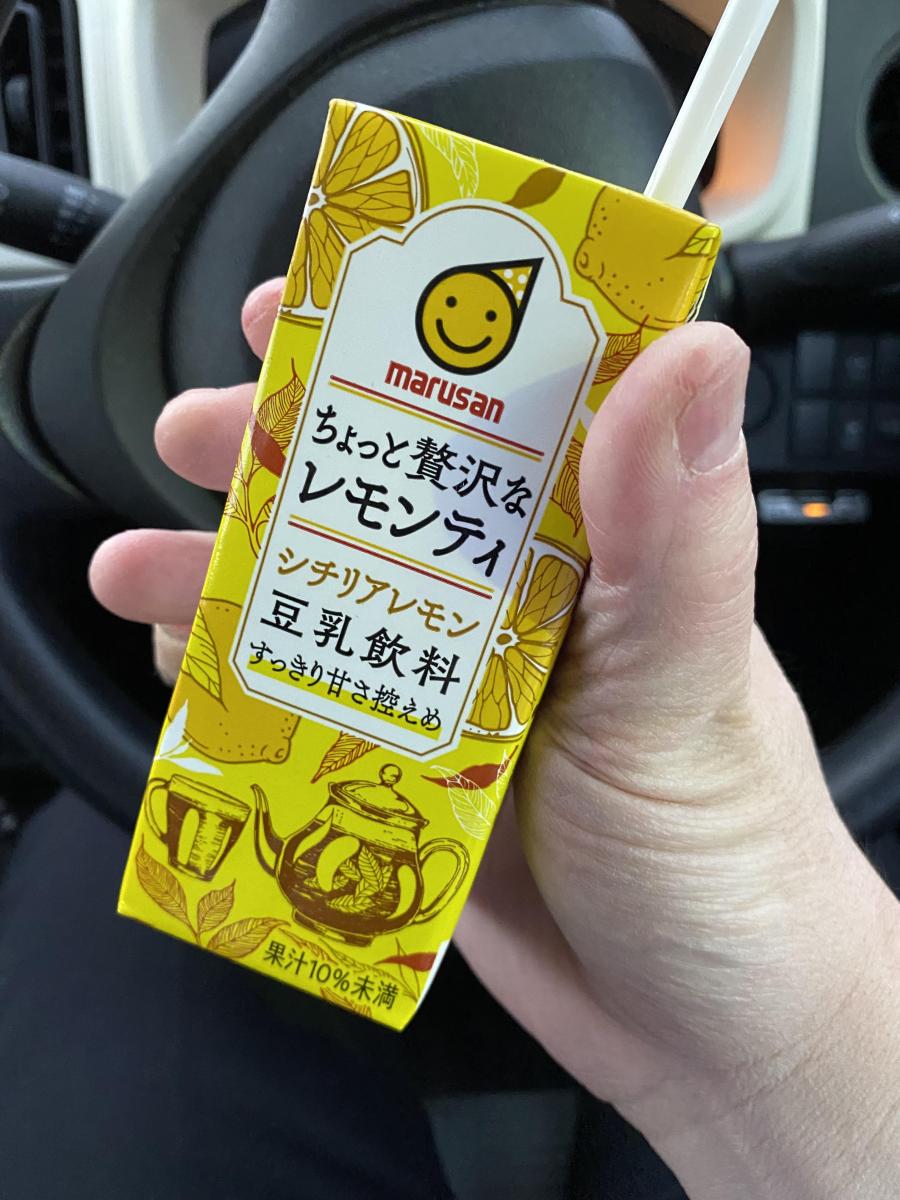 marusan
ちょっと贅沢な
レモンティ
シチリアレモン
豆乳飲料
すっきり甘さ控えめ
果汁10%未満